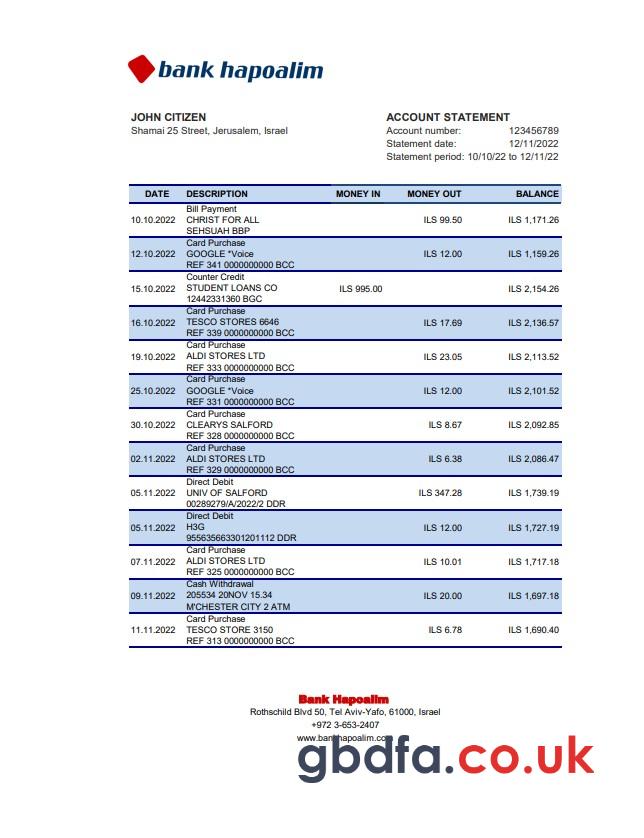 bank hapoalim
JOHN CITIZEN
Shamai 25 Street, Jerusalem, Israel
ACCOUNT STATEMENT
Account number: 123456789
Statement date: 12/11/2022
Statement period: 10/10/22 to 12/11/22
DATE DESCRIPTION MONEY IN MONEY OUT BALANCE
Bill Payment
10.10.2022 CHRIST FOR ALL ILS 99.50 ILS 1,171.26
SEHSUAH BBP
Card Purchase
12.10.2022 GOOGLE *Voice ILS 12.00 ILS 1,159.26
REF 341 0000000000 BCC
Counter Credit
15.10.2022 STUDENT LOANS CO ILS 995.00 ILS 2,154.26
12442331360 BGC
Card Purchase
16.10.2022 TESCO STORES 6646 ILS 17.69 ILS 2,136.57
REF 339 0000000000 BCC
Card Purchase
19.10.2022 ALDI STORES LTD ILS 23.05 ILS 2,113.52
REF 333 0000000000 BCC
Card Purchase
25.10.2022 GOOGLE *Voice ILS 12.00 ILS 2,101.52
REF 331 0000000000 BCC
Card Purchase
30.10.2022 CLEARYS SALFORD ILS 8.67 ILS 2,092.85
REF 328 0000000000 BCC
Card Purchase
02.11.2022 ALDI STORES LTD ILS 6.38 ILS 2,086.47
REF 329 0000000000 BCC
Direct Debit
05.11.2022 UNIV OF SALFORD ILS 347.28 ILS 1,739.19
00289279/A/2022/2 DDR
Direct Debit
05.11.2022 H3G ILS 12.00 ILS 1,727.19
955635663301201112 DDR
Card Purchase
07.11.2022 ALDI STORES LTD ILS 10.01 ILS 1,717.18
REF 325 0000000000 BCC
Cash Withdrawal
09.11.2022 205534 20NOV 15.34 ILS 20.00 ILS 1,697.18
M'CHESTER CITY 2 ATM
Card Purchase
11.11.2022 TESCO STORE 3150 ILS 6.78 ILS 1,690.40
REF 313 0000000000 BCC
Bank Hapoalim
Rothschild Blvd 50, Tel Aviv-Yafo, 61000, Israel
+972 3-653-2407
www.bankhapoalim.com
gbdfa.co.uk